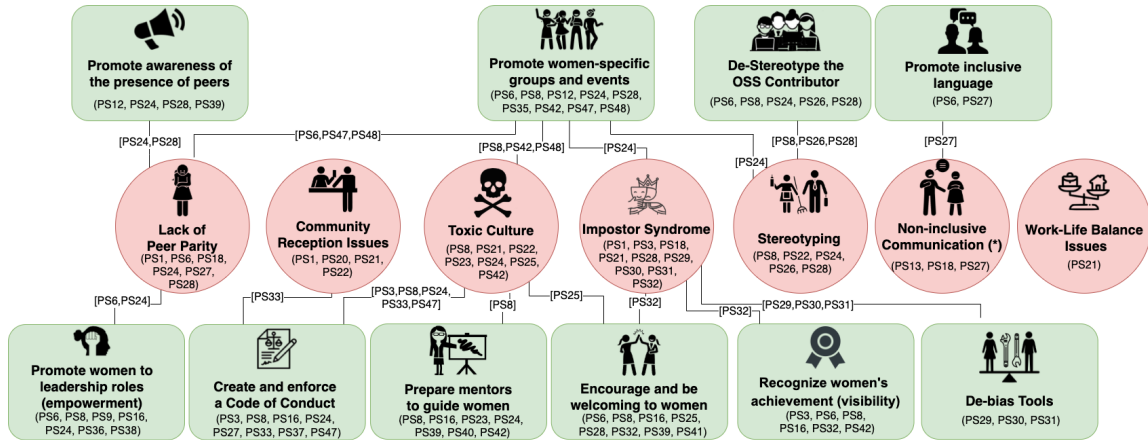 Promote awareness of
the presence of peers
(PS12, PS24, PS28, PS39)
Promote women-specific
groups and events
(PS6, PS8, PS12, PS24, PS28,
PS35, PS42, PS47, PS48)
De-Stereotype the
OSS Contributor
(PS6, PS8, PS24, PS26, PS28)
Promote inclusive
language
(PS6, PS27)
[PS24,PS28]
[PS6,PS47,PS48]
[PS8,PS42,PS48]
[PS24]
[PS24]
[PS8,PS26,PS28]
[PS27]
Lack of
Peer Parity
(PS1, PS6, PS18,
PS24, PS27,
PS28)
Community
Reception Issues
(PS1, PS20, PS21,
PS22)
Toxic Culture
(PS8, PS21, PS22,
PS23, PS24, PS25,
PS42)
Impostor Syndrome
(PS1, PS3, PS18,
PS21, PS28, PS29,
PS30, PS31,
PS32)
Stereotyping
(PS8, PS22, PS24,
PS26, PS28)
Non-inclusive
Communication (*)
(PS13, PS18, PS27)
Work-Life Balance
Issues
(PS21)
[PS6,PS24]
[PS33]
[PS3,PS8,PS24,
PS33,PS47]
[PS8]
[PS25]
[PS32]
[PS32]
[PS29,PS30,PS31]
Promote women to
leadership roles
(empowerment)
(PS6, PS8, PS9, PS16,
PS24, PS36, PS38)
Create and enforce
a Code of Conduct
(PS3, PS8, PS16, PS24,
PS27, PS33, PS37, PS47)
Prepare mentors
to guide women
(PS8, PS16, PS23, PS24,
PS39, PS40, PS42)
Encourage and be
welcoming to women
(PS6, PS8, PS16, PS25,
PS28, PS32, PS39, PS41)
Recognize women's
achievement (visibility)
(PS3, PS6, PS8,
PS16, PS32, PS42)
De-bias Tools
(PS29, PS30, PS31)